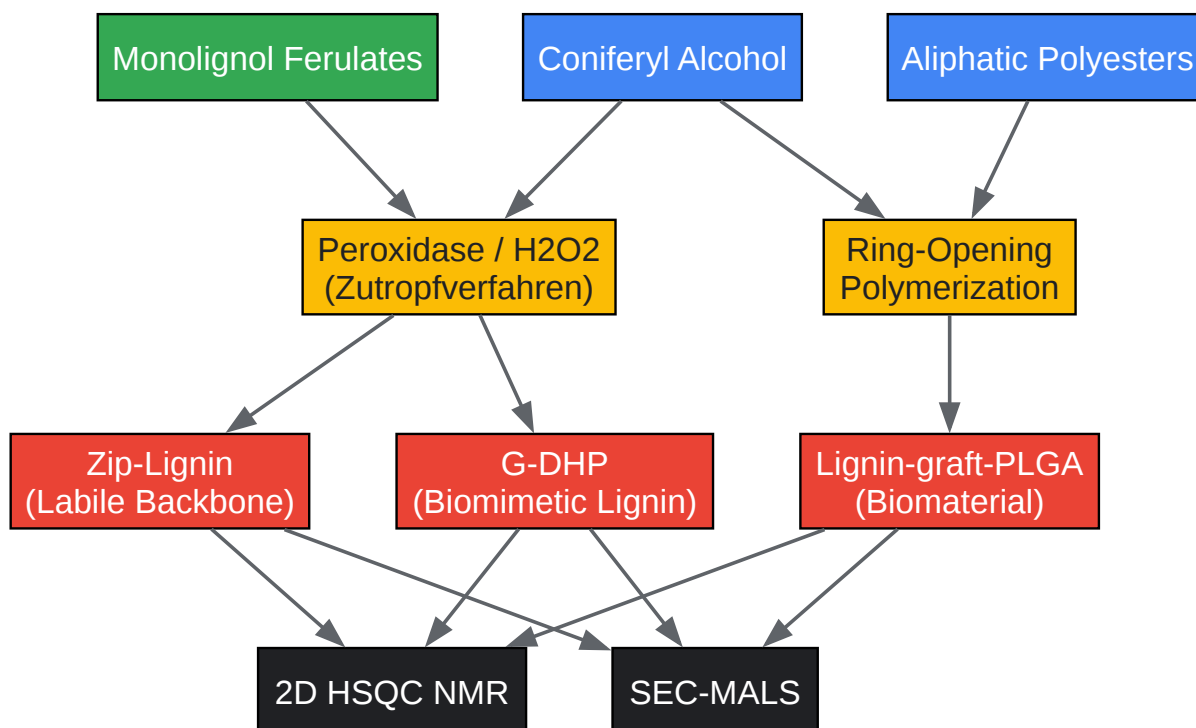 Monolignol Ferulates
Coniferyl Alcohol
Aliphatic Polyesters
Peroxidase / H2O2
(Zutropfverfahren)
Ring-Opening
Polymerization
Zip-Lignin
(Labile Backbone)
G-DHP
(Biomimetic Lignin)
Lignin-graft-PLGA
(Biomaterial)
2D HSQC NMR
SEC-MALS